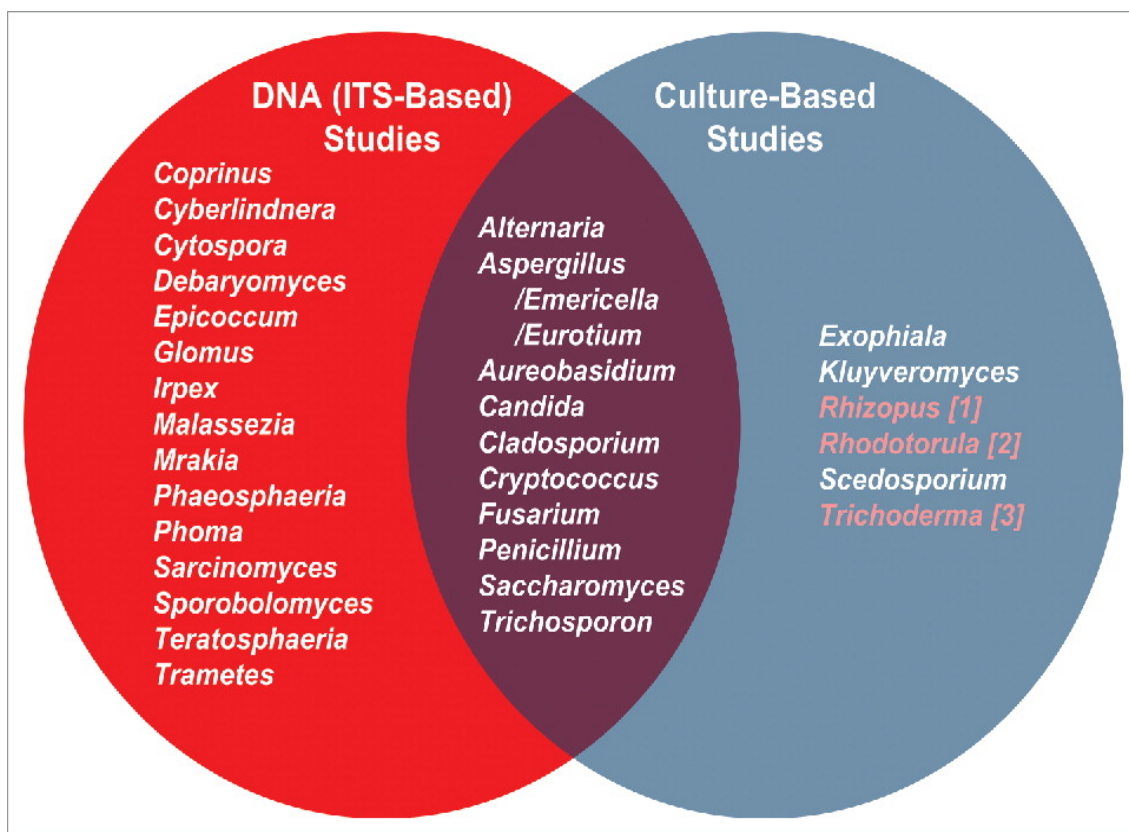 DNA (ITS-Based)
Studies
Coprinus
Cyberlindnera
Cytospora
Debaryomyces
Epicoccum
Glomus
Irpex
Malassezia
Mrakia
Phaeosphaeria
Phoma
Sarcinomyces
Sporobolomyces
Teratosphaeria
Trametes
Alternaria
Aspergillus
/Emericella
/Eurotium
Aureobasidium
Candida
Cladosporium
Cryptococcus
Fusarium
Penicillium
Saccharomyces
Trichosporon
Culture-Based
Studies
Exophiala
Kluyveromyces
Rhizopus [1]
Rhodotorula [2]
Scedosporium
Trichoderma [3]